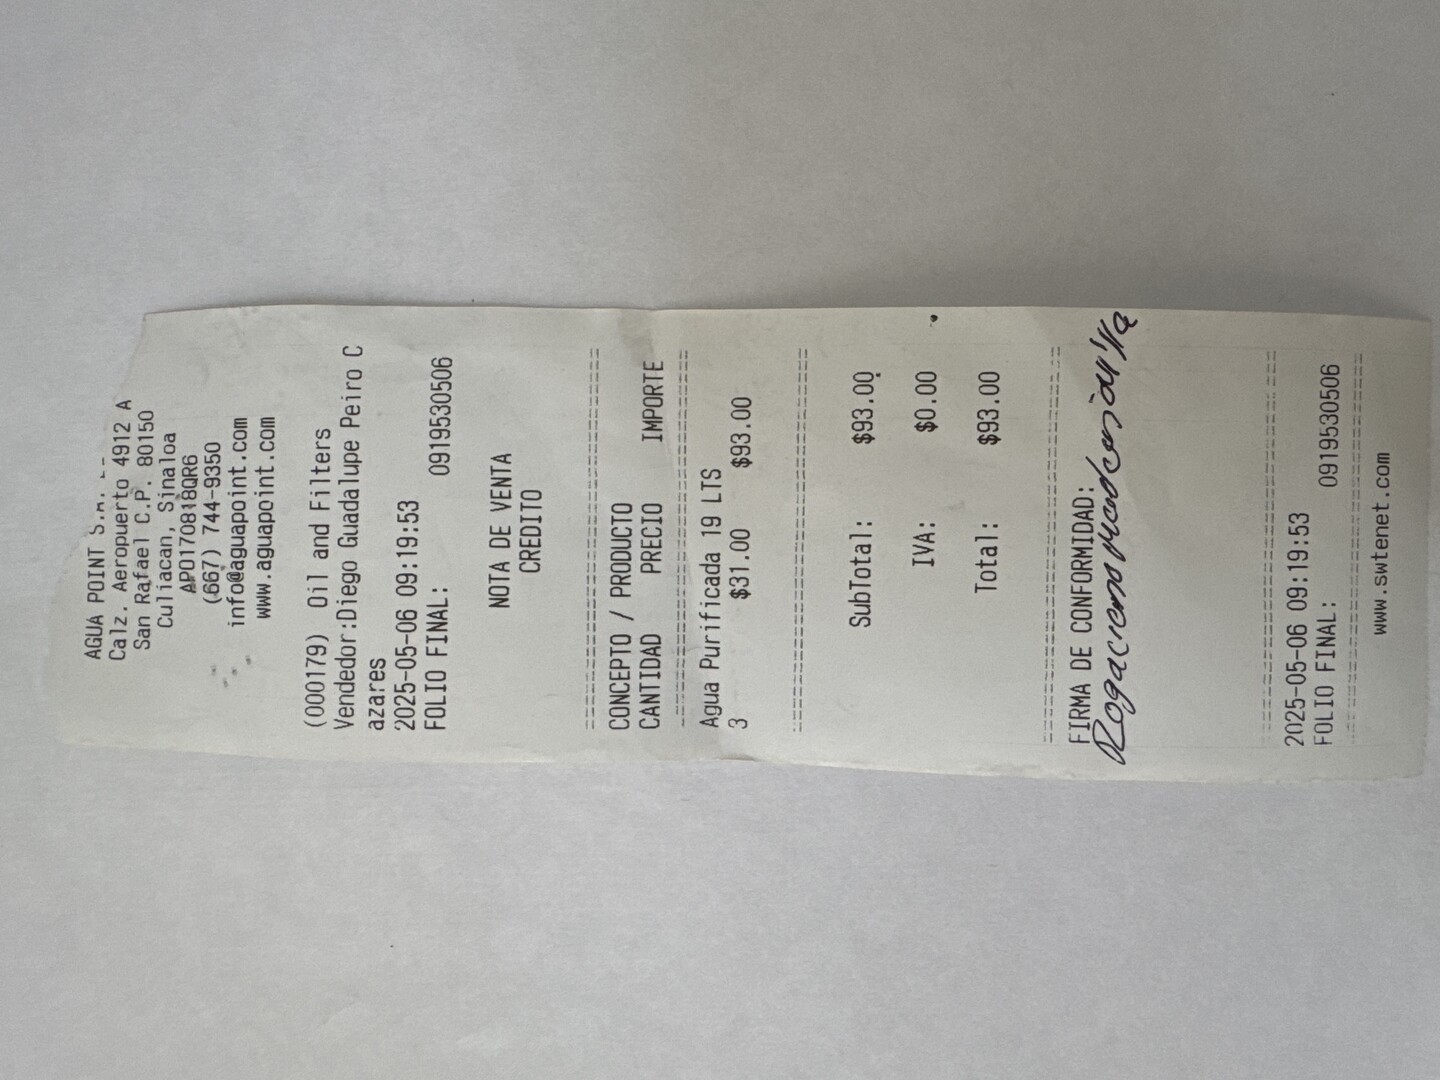 AGUA POINT S.A.
Calz. Aeropuerto 4912 A
San Rafael C.P. 80150
Culiacan, Sinaloa
APO170818QR6
(667) 744-9350
info@aguapoint.com
www.aguapoint.com
(000179) Oil and Filters
Vendedor:Diego Guadalupe Peiro C
azares
2025-05-06 09:19:53
FOLIO FINAL: 0919530506
NOTA DE VENTA
CREDITO
================================
CONCEPTO / PRODUCTO
CANTIDAD PRECIO IMPORTE
================================
Agua Purificada 19 LTS
3 $31.00 $93.00
================================
SubTotal: $93.00
IVA: $0.00
Total: $93.00
================================
FIRMA DE CONFORMIDAD:
================================
2025-05-06 09:19:53
FOLIO FINAL: 0919530506
================================
www.swtenet.com